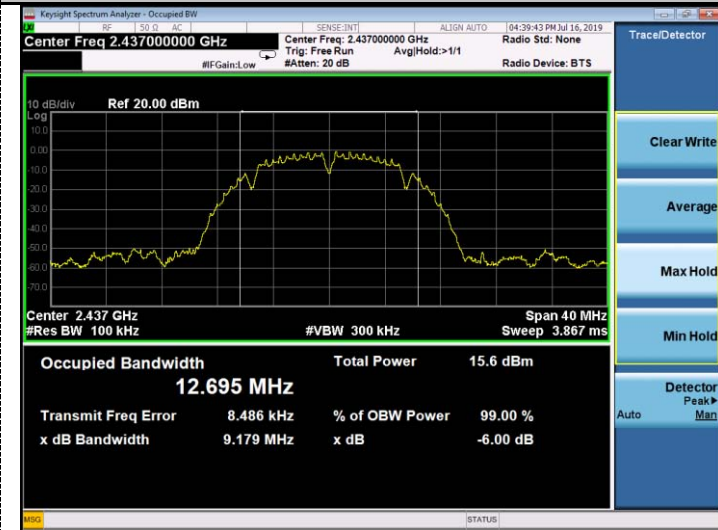 Keysight Spectrum Analyzer - Occupied BW
RF 50 Ω AC SENSE:INT ALIGN AUTO 04:39:43 PM Jul 16, 2019
Center Freq 2.437000000 GHz Center Freq: 2.437000000 GHz Radio Std: None
Trig: Free Run Avg|Hold:>1/1
#IFGain:Low #Atten: 20 dB Radio Device: BTS
10 dB/div Ref 20.00 dBm
Log
10.0
0.00
-10.0
-20.0
-30.0
-40.0
-50.0
-60.0
-70.0
Center 2.437 GHz Span 40 MHz
#Res BW 100 kHz #VBW 300 kHz Sweep 3.867 ms
Occupied Bandwidth Total Power 15.6 dBm
12.695 MHz
Transmit Freq Error 8.486 kHz % of OBW Power 99.00 %
x dB Bandwidth 9.179 MHz x dB -6.00 dB
MSG STATUS
Trace/Detector
Clear Write
Average
Max Hold
Min Hold
Detector
Peak▶
Auto Man